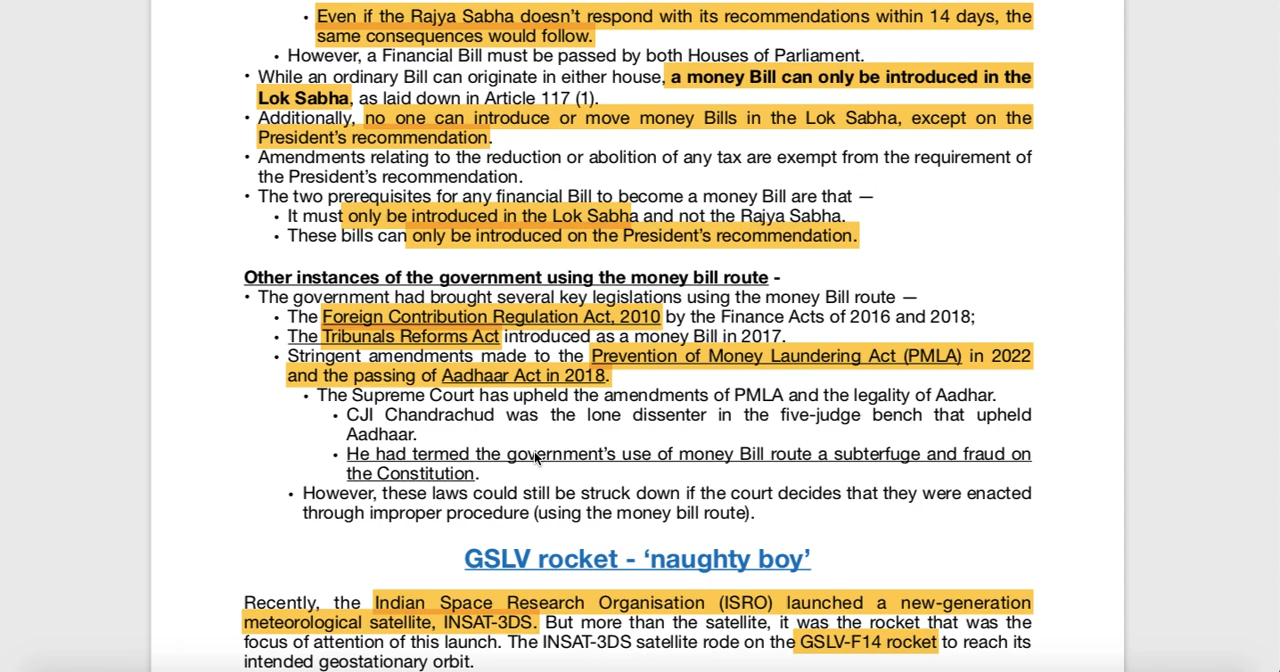 • Even if the Rajya Sabha doesn’t respond with its recommendations within 14 days, the
same consequences would follow.
• However, a Financial Bill must be passed by both Houses of Parliament.
• While an ordinary Bill can originate in either house, a money Bill can only be introduced in the
Lok Sabha, as laid down in Article 117 (1).
• Additionally, no one can introduce or move money Bills in the Lok Sabha, except on the
President’s recommendation.
• Amendments relating to the reduction or abolition of any tax are exempt from the requirement of
the President’s recommendation.
• The two prerequisites for any financial Bill to become a money Bill are that —
• It must only be introduced in the Lok Sabha and not the Rajya Sabha.
• These bills can only be introduced on the President’s recommendation.
Other instances of the government using the money bill route -
• The government had brought several key legislations using the money Bill route —
• The Foreign Contribution Regulation Act, 2010 by the Finance Acts of 2016 and 2018;
• The Tribunals Reforms Act introduced as a money Bill in 2017.
• Stringent amendments made to the Prevention of Money Laundering Act (PMLA) in 2022
and the passing of Aadhaar Act in 2018.
• The Supreme Court has upheld the amendments of PMLA and the legality of Aadhar.
• CJI Chandrachud was the lone dissenter in the five-judge bench that upheld
Aadhaar.
• He had termed the government’s use of money Bill route a subterfuge and fraud on
the Constitution.
• However, these laws could still be struck down if the court decides that they were enacted
through improper procedure (using the money bill route).
GSLV rocket - ‘naughty boy’
Recently, the Indian Space Research Organisation (ISRO) launched a new-generation
meteorological satellite, INSAT-3DS. But more than the satellite, it was the rocket that was the
focus of attention of this launch. The INSAT-3DS satellite rode on the GSLV-F14 rocket to reach its
intended geostationary orbit.